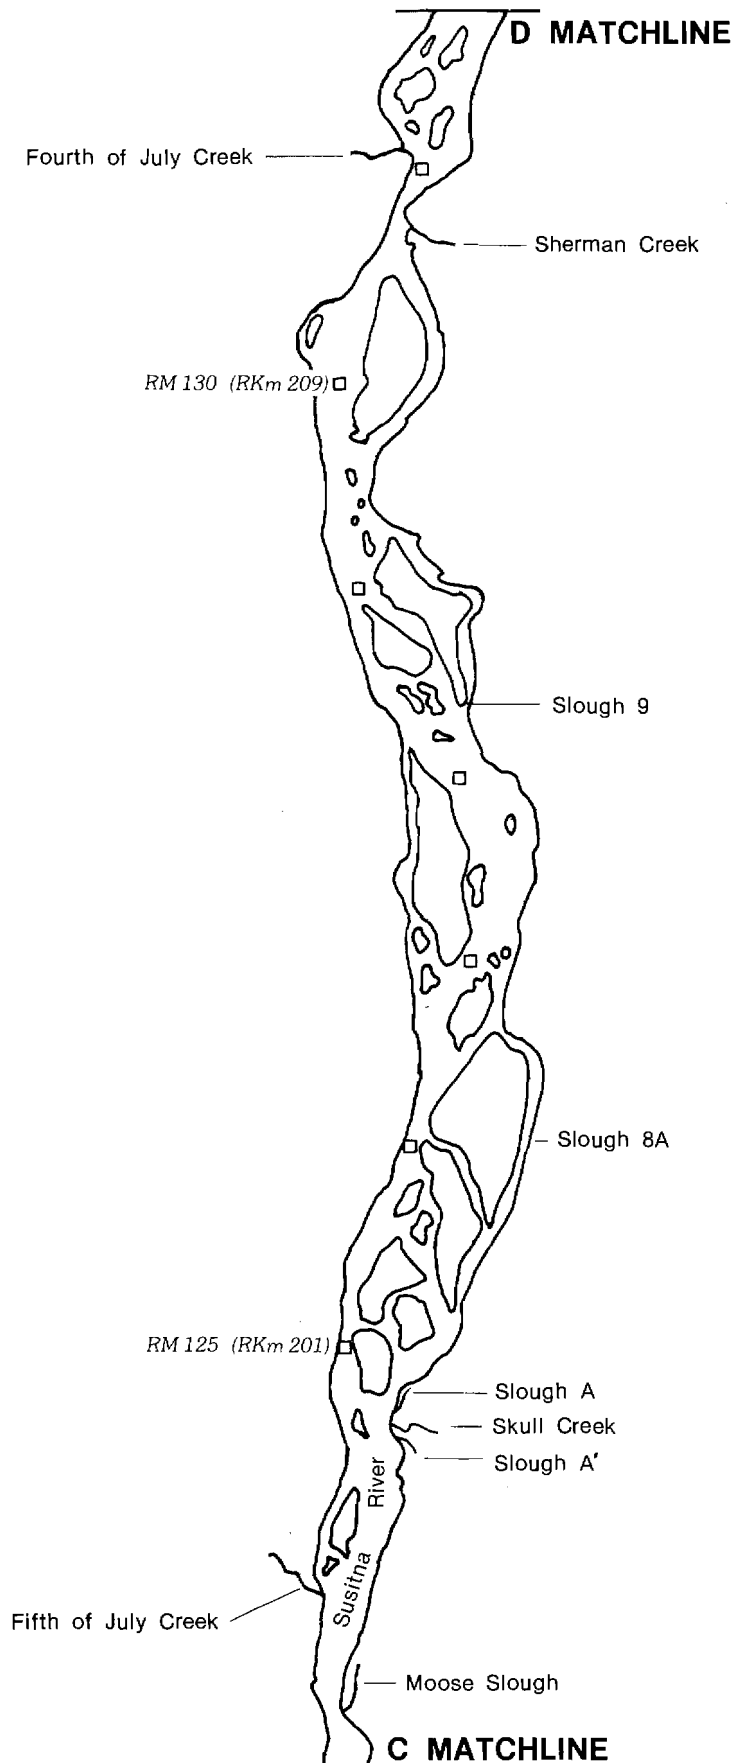 D MATCHLINE
Fourth of July Creek
Sherman Creek
RM 130 (RKm 209)
Slough 9
Slough 8A
RM 125 (RKm 201)
Slough A
Skull Creek
Slough A'
Susitna River
Fifth of July Creek
Moose Slough
C MATCHLINE